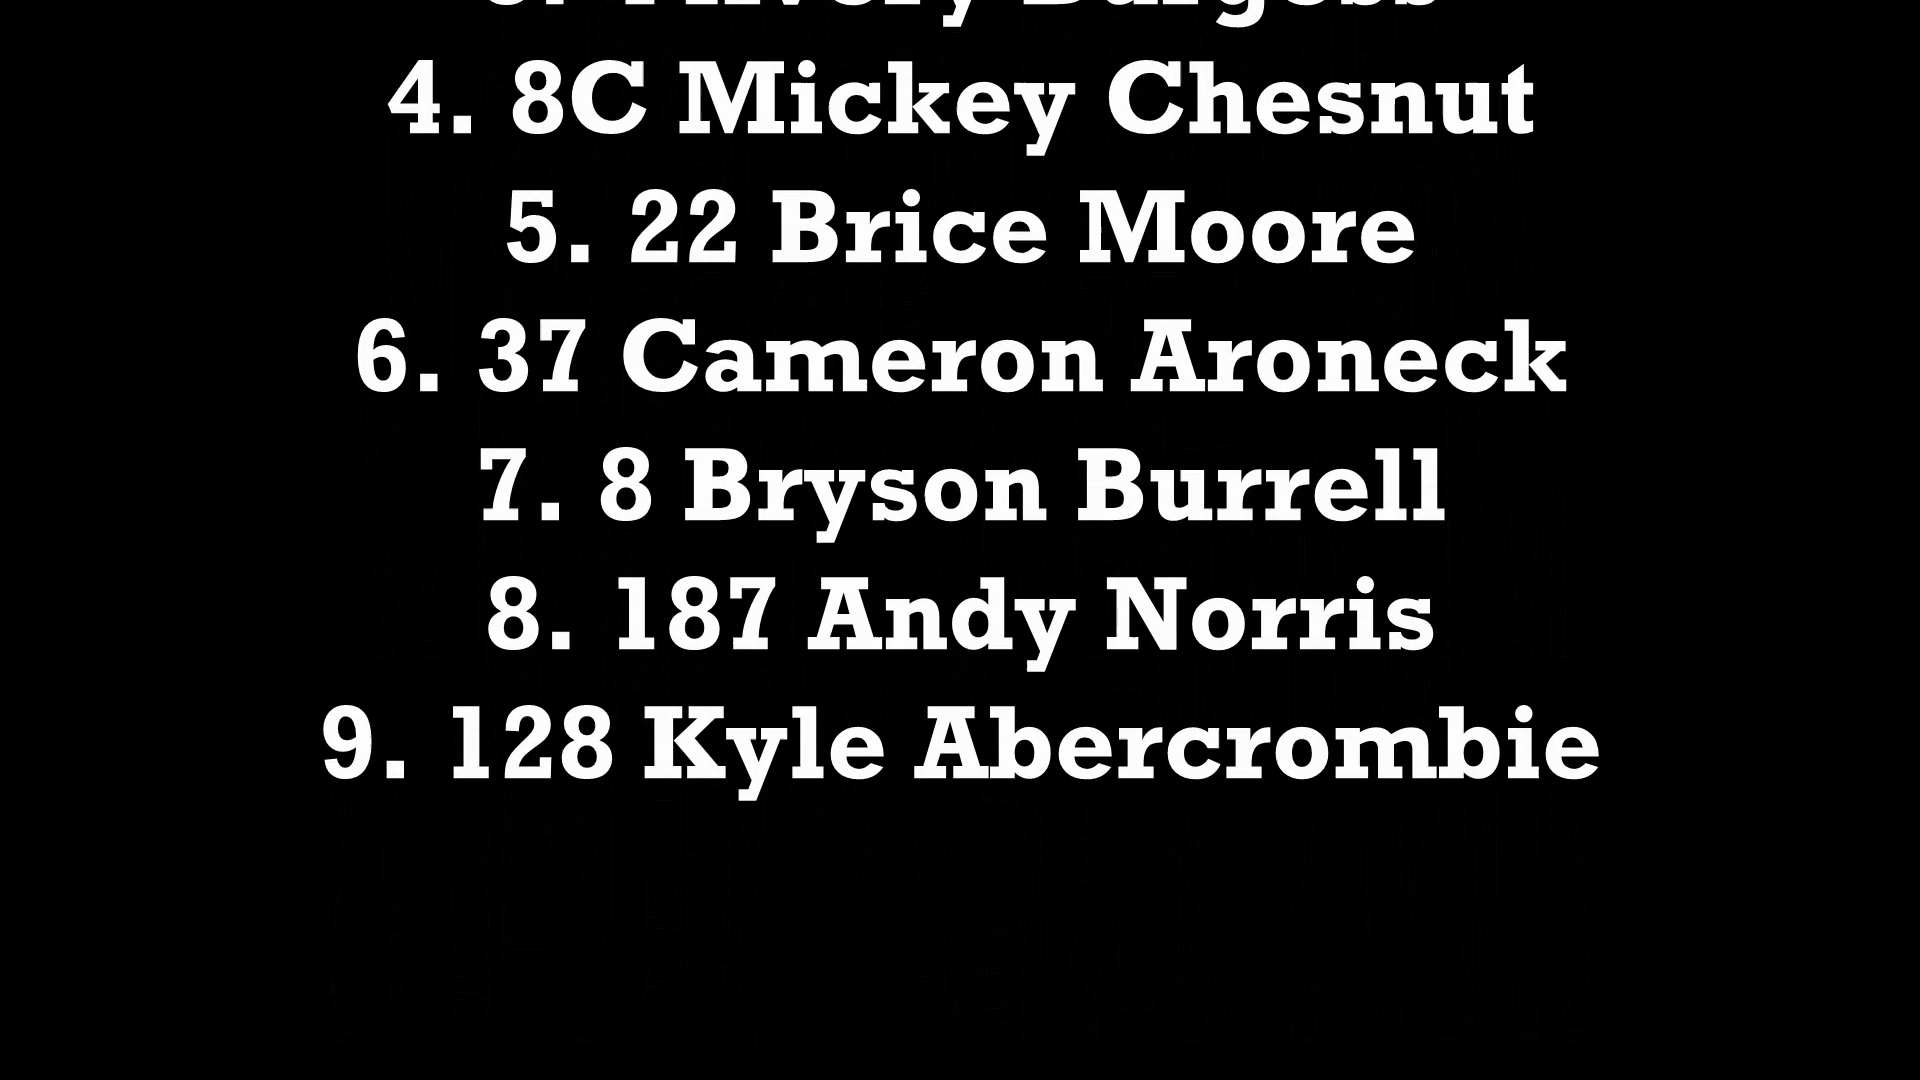 Burgess
4. 8C Mickey Chesnut
5. 22 Brice Moore
6. 37 Cameron Aroneck
7. 8 Bryson Burrell
8. 187 Andy Norris
9. 128 Kyle Abercrombie